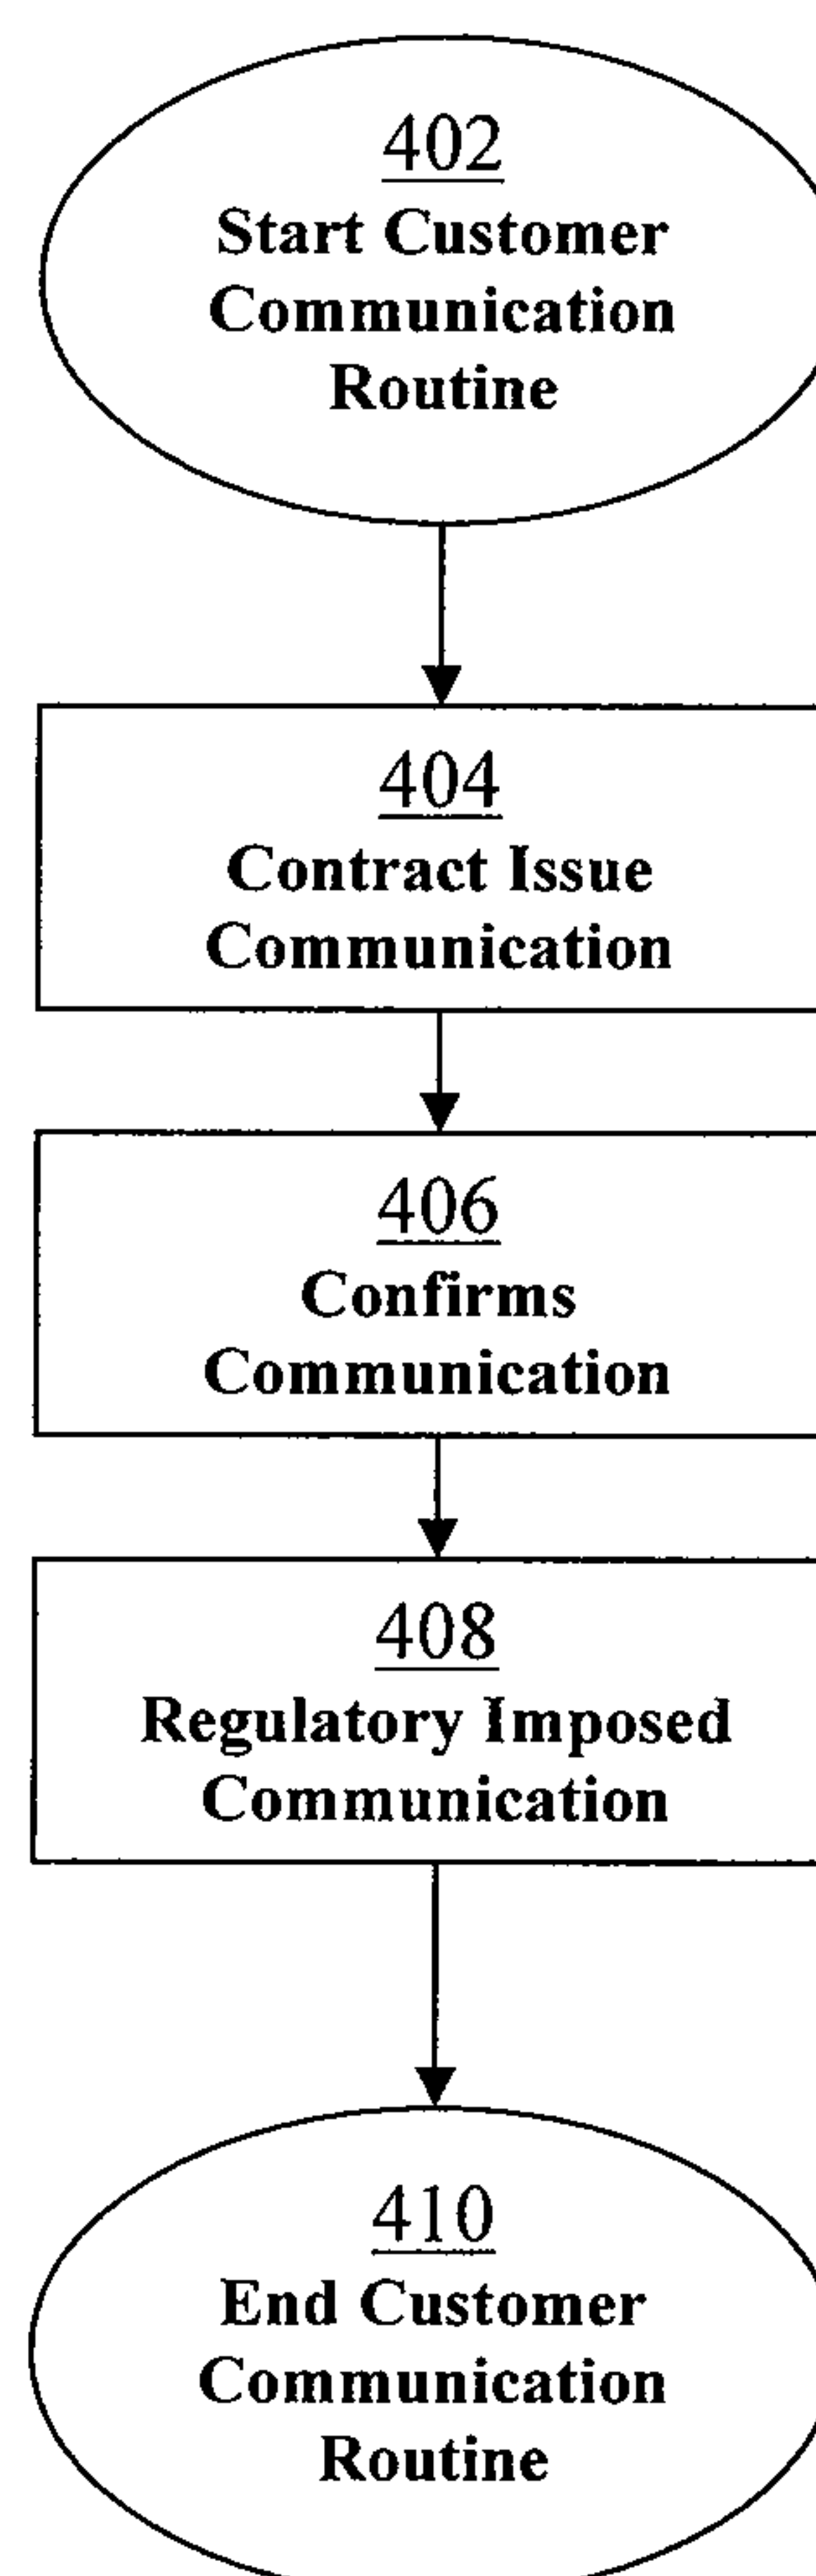 402
Start Customer
Communication
Routine
404
Contract Issue
Communication
406
Confirms
Communication
408
Regulatory Imposed
Communication
410
End Customer
Communication
Routine